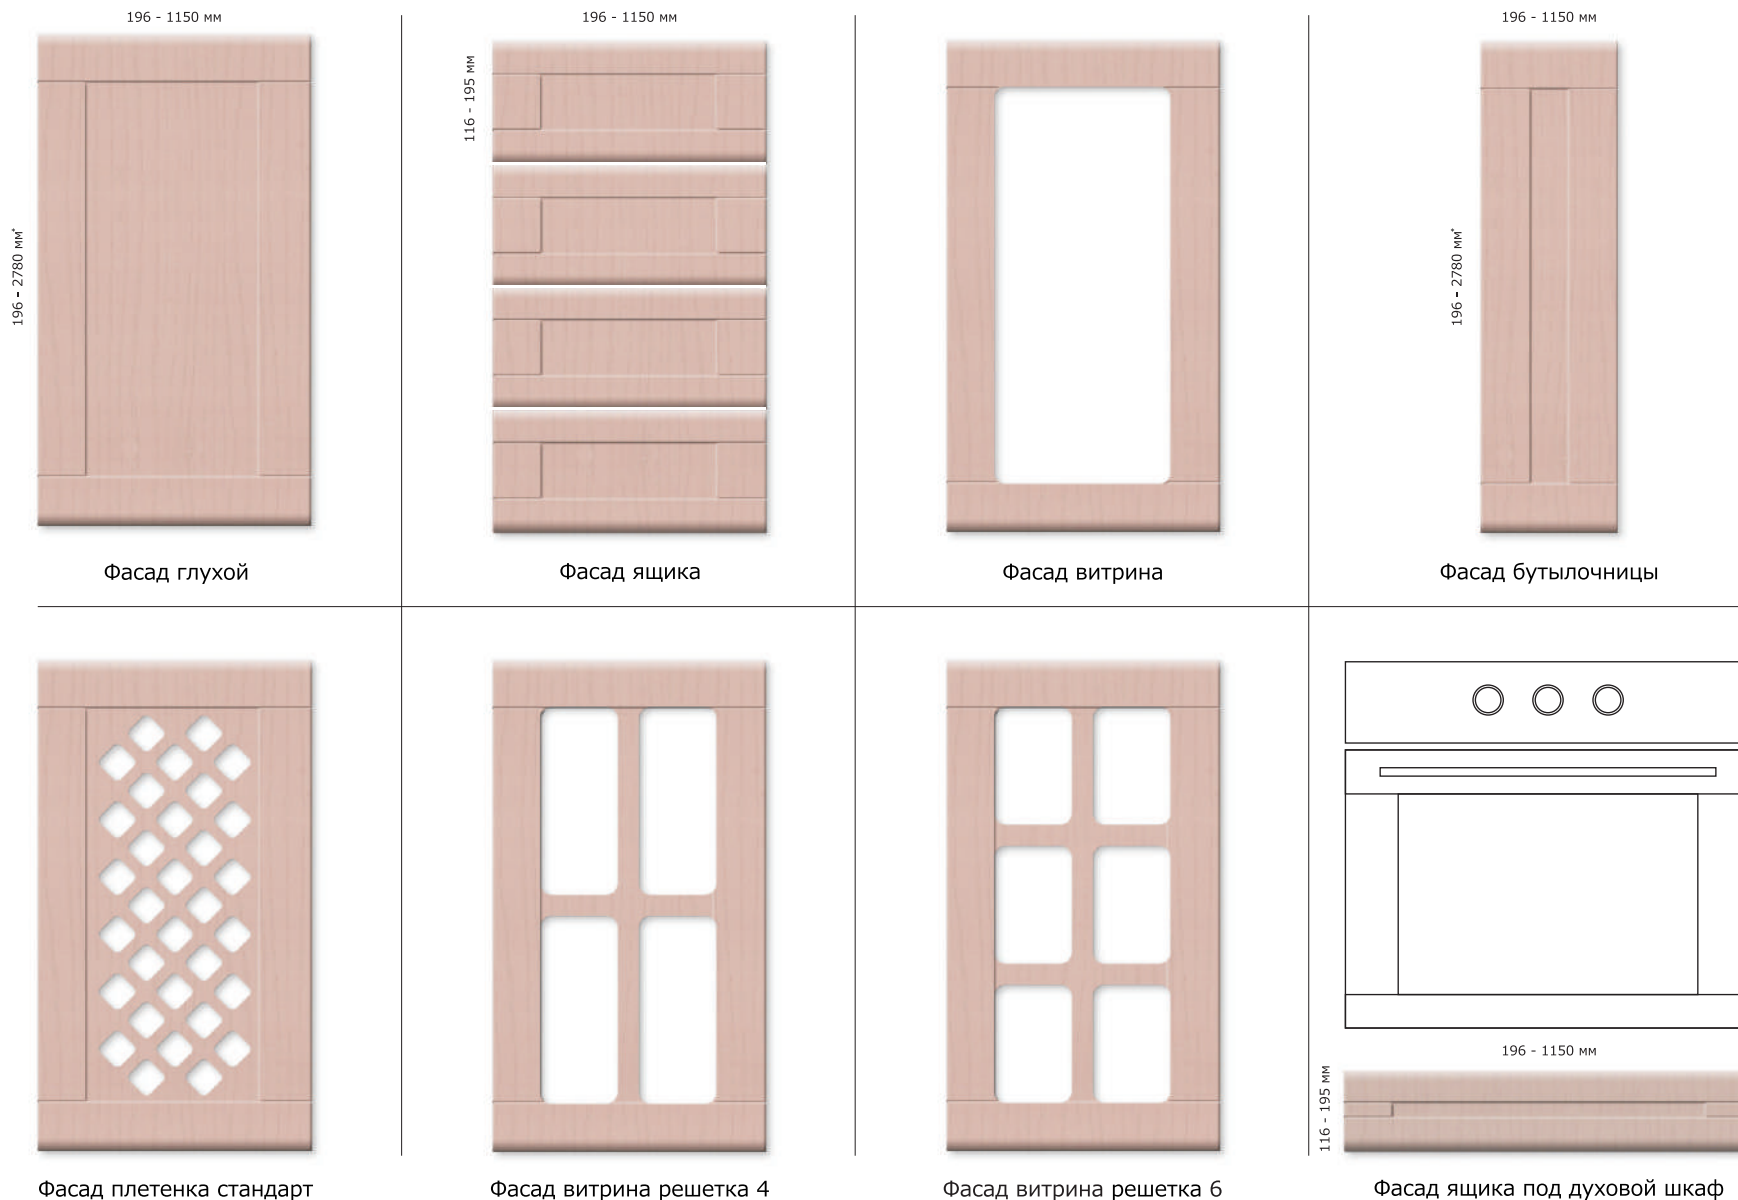 196 - 1150 мм
196 - 2780 мм*
Фасад глухой
196 - 1150 мм
116 - 195 мм
Фасад ящика
Фасад витрина
196 - 1150 мм
196 - 2780 мм*
Фасад бутылочницы
Фасад плетенка стандарт
Фасад витрина решетка 4
Фасад витрина решетка 6
196 - 1150 мм
116 - 195 мм
Фасад ящика под духовой шкаф